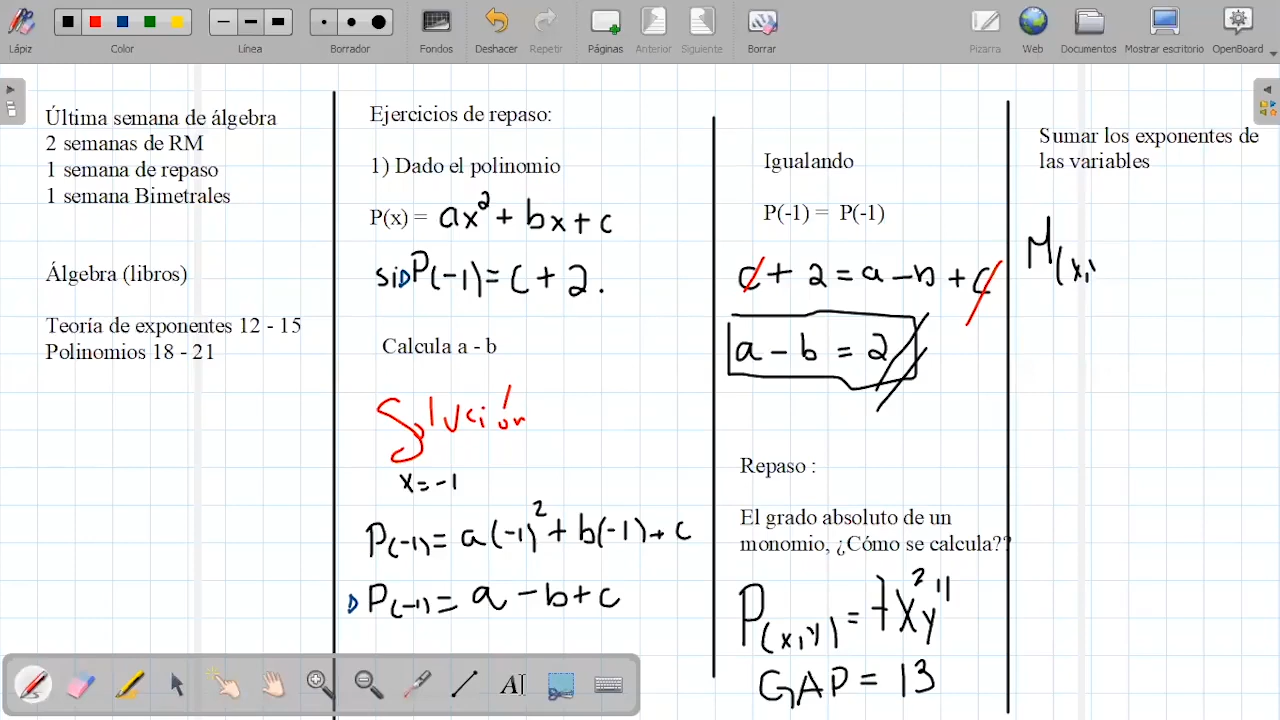 Lápiz
Color
Línea
Borrador
Fondos
Deshacer
Repetir
Páginas
Anterior
Siguiente
Borrar
Pizarra
Web
Documentos
Mostrar escritorio
OpenBoard
Última semana de álgebra
2 semanas de RM
1 semana de repaso
1 semana Bimetrales
Álgebra (libros)
Teoría de exponentes 12 - 15
Polinomios 18 - 21
Ejercicios de repaso:
1) Dado el polinomio
P(x) = ax² + bx + c
si P(-1) = c + 2 .
Calcula a - b
Solución
x = -1
P(-1) = a(-1)² + b(-1) + c
P(-1) = a - b + c
Igualando
P(-1) = P(-1)
c + 2 = a - b + c
a - b = 2
Repaso :
El grado absoluto de un
monomio, ¿Cómo se calcula??
P(x,y) = 7x²y¹¹
GAP = 13
Sumar los exponentes de
las variables
M(x,
AI